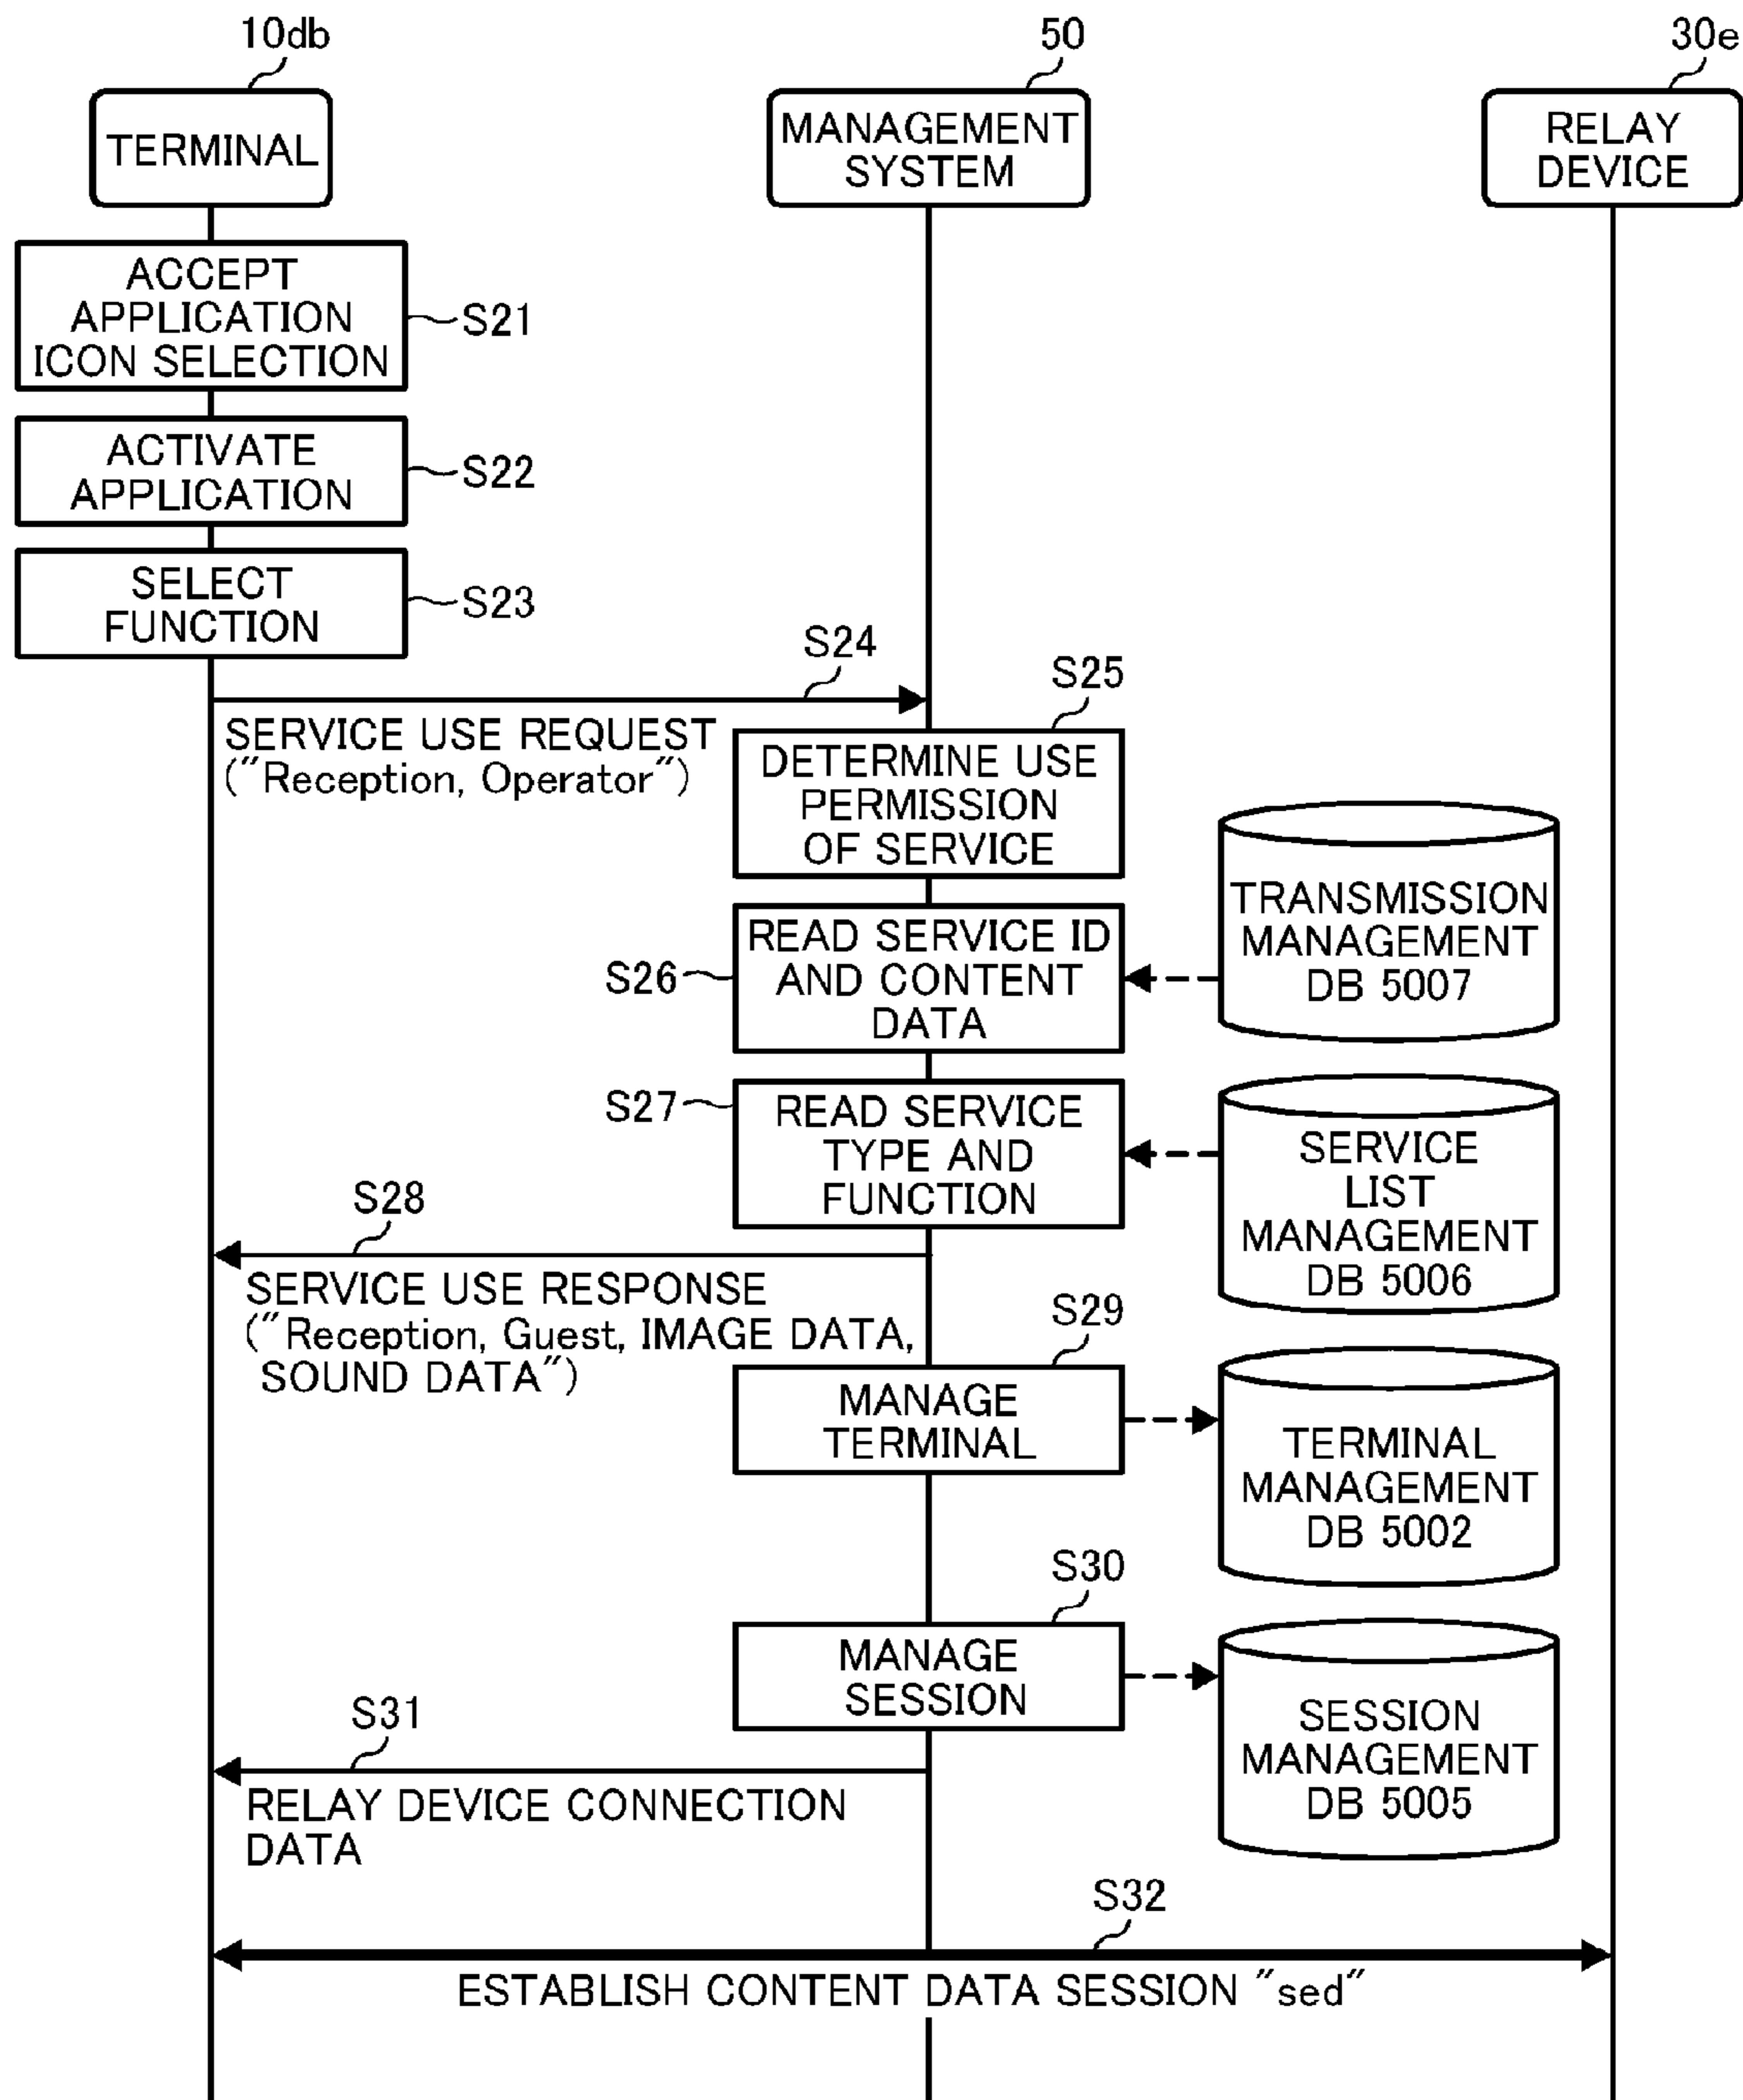 10db
50
30e
TERMINAL
MANAGEMENT
SYSTEM
RELAY
DEVICE
ACCEPT
APPLICATION
ICON SELECTION
S21
ACTIVATE
APPLICATION
S22
SELECT
FUNCTION
S23
S24
SERVICE USE REQUEST
("Reception, Operator")
S25
DETERMINE USE
PERMISSION
OF SERVICE
S26
READ SERVICE ID
AND CONTENT
DATA
TRANSMISSION
MANAGEMENT
DB 5007
S27
READ SERVICE
TYPE AND
FUNCTION
SERVICE
LIST
MANAGEMENT
DB 5006
S28
SERVICE USE RESPONSE
("Reception, Guest, IMAGE DATA,
SOUND DATA")
S29
MANAGE
TERMINAL
TERMINAL
MANAGEMENT
DB 5002
S30
MANAGE
SESSION
SESSION
MANAGEMENT
DB 5005
S31
RELAY DEVICE CONNECTION
DATA
S32
ESTABLISH CONTENT DATA SESSION "sed"